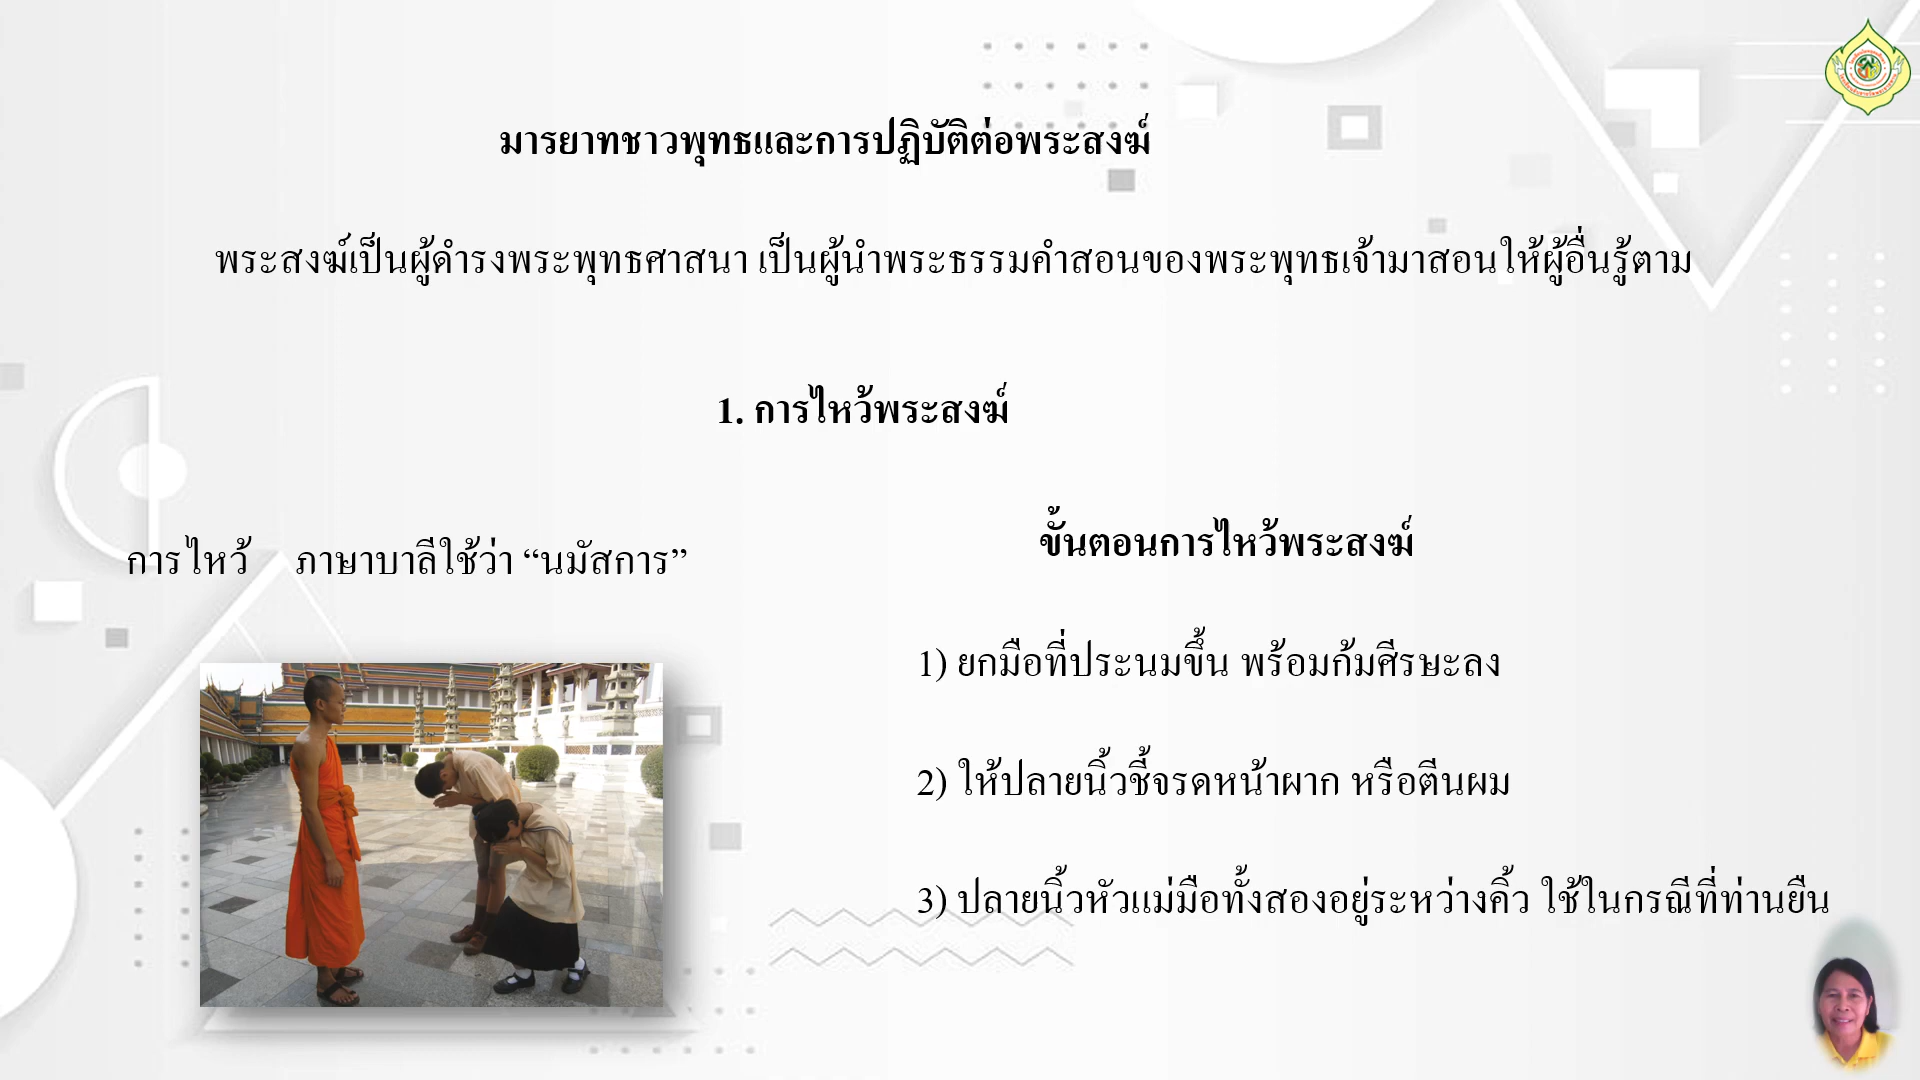 มารยาทชาวพุทธและการปฏิบัติต่อพระสงฆ์
พระสงฆ์เป็นผู้ดำรงพระพุทธศาสนา เป็นผู้นำพระธรรมคำสอนของพระพุทธเจ้ามาสอนให้ผู้อื่นรู้ตาม
1. การไหว้พระสงฆ์
การไหว้ ภาษาบาลีใช้ว่า “นมัสการ”
ขั้นตอนการไหว้พระสงฆ์
1) ยกมือที่ประนมขึ้น พร้อมก้มศีรษะลง
2) ให้ปลายนิ้วชี้จรดหน้าผาก หรือตีนผม
3) ปลายนิ้วหัวแม่มือทั้งสองอยู่ระหว่างคิ้ว ใช้ในกรณีที่ท่านยืน